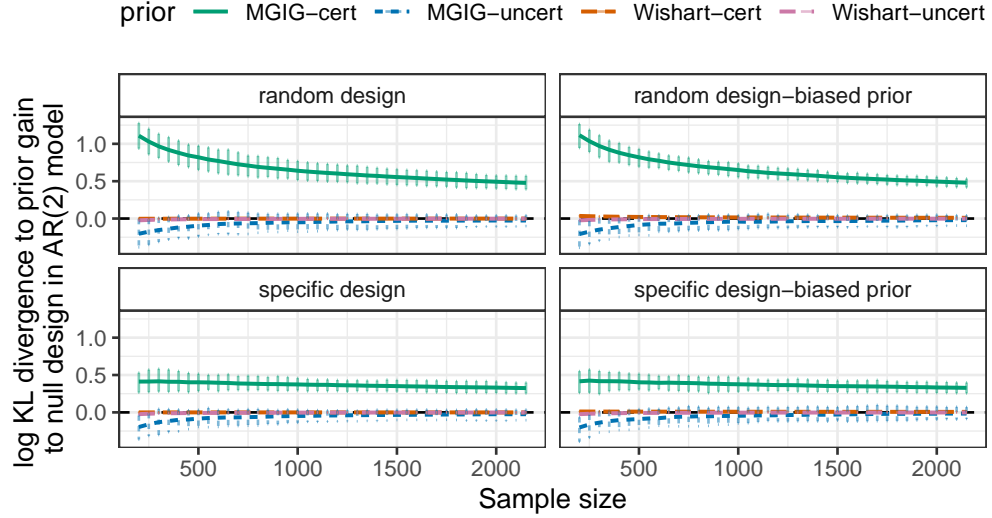 prior MGIG−cert MGIG−uncert Wishart−cert Wishart−uncert
random design
random design−biased prior
1.0
0.5
0.0
specific design
specific design−biased prior
1.0
0.5
0.0
500 1000 1500 2000
500 1000 1500 2000
Sample size
log KL divergence to prior gain
to null design in AR(2) model